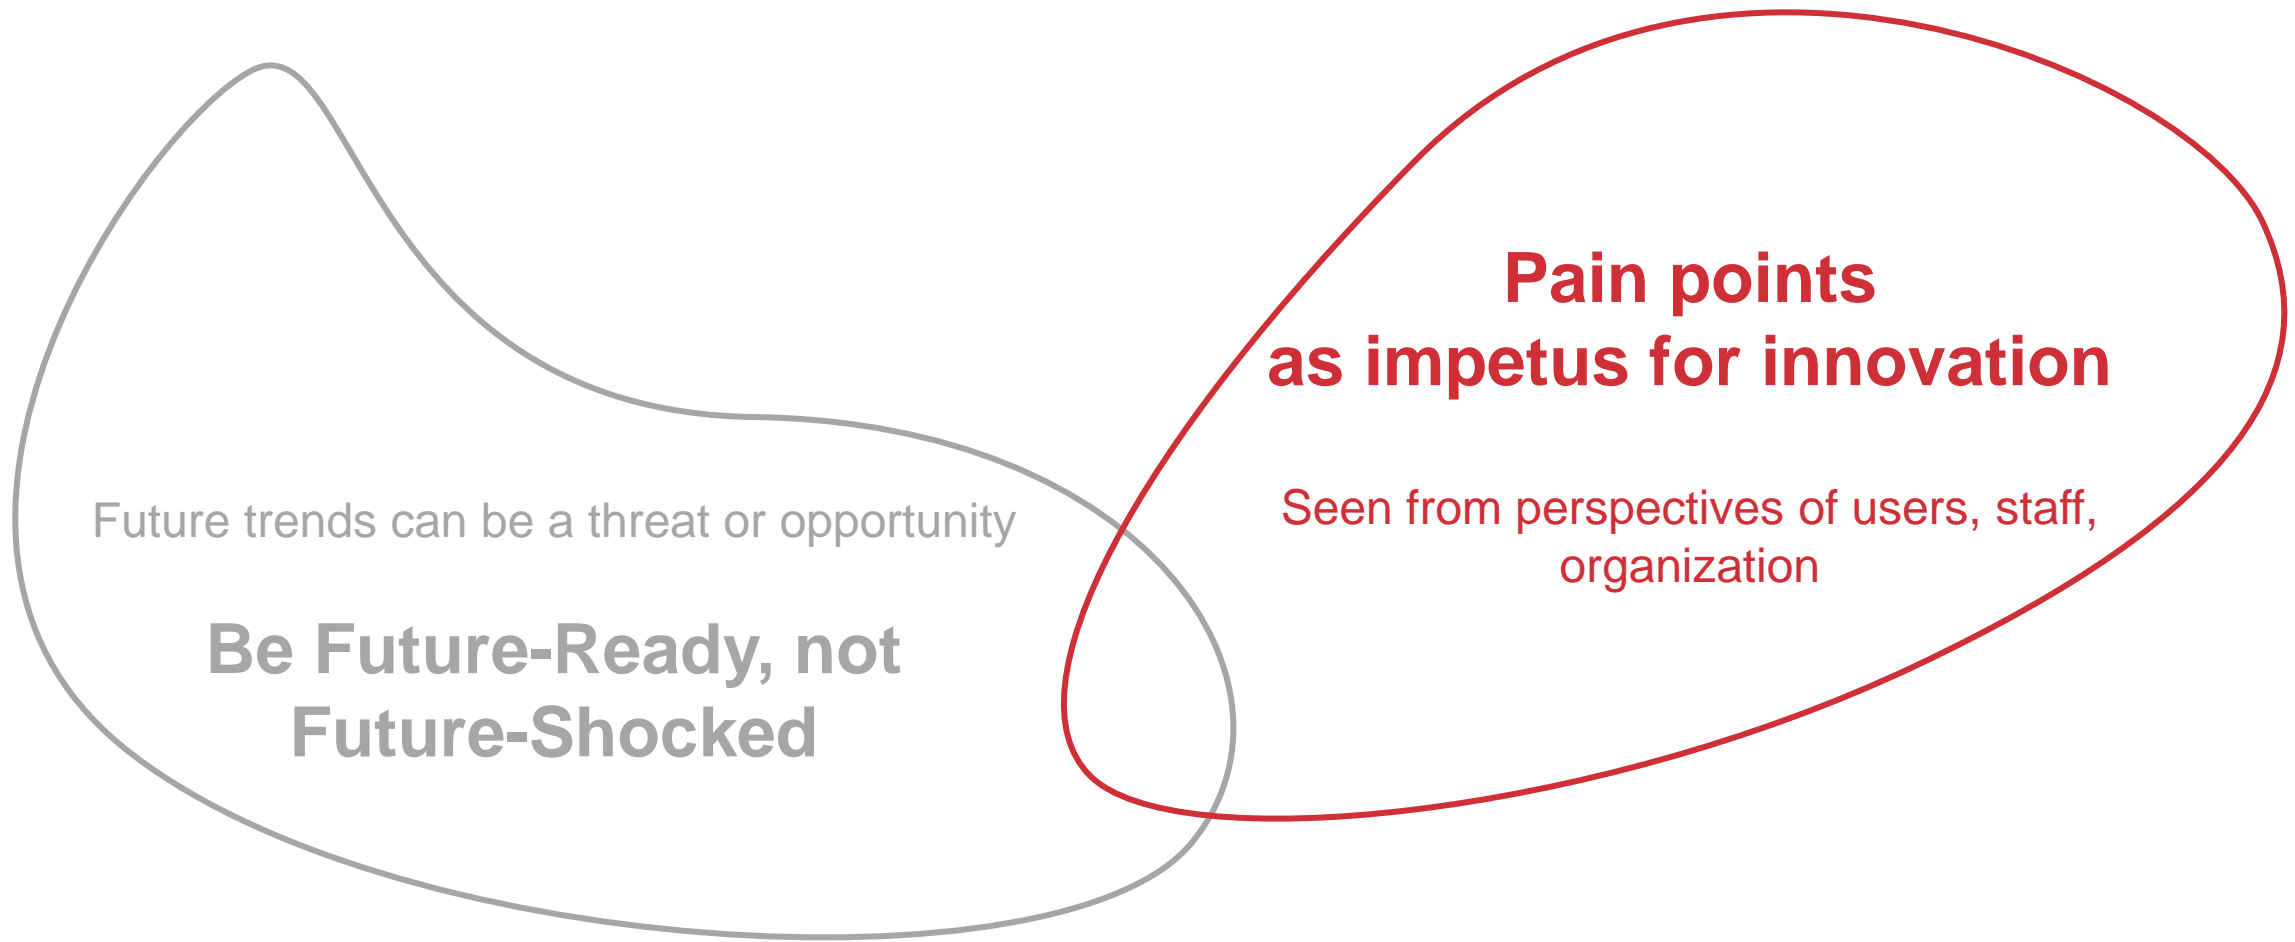 Future trends can be a threat or opportunity
Be Future-Ready, not
Future-Shocked
Pain points
as impetus for innovation
Seen from perspectives of users, staff,
organization